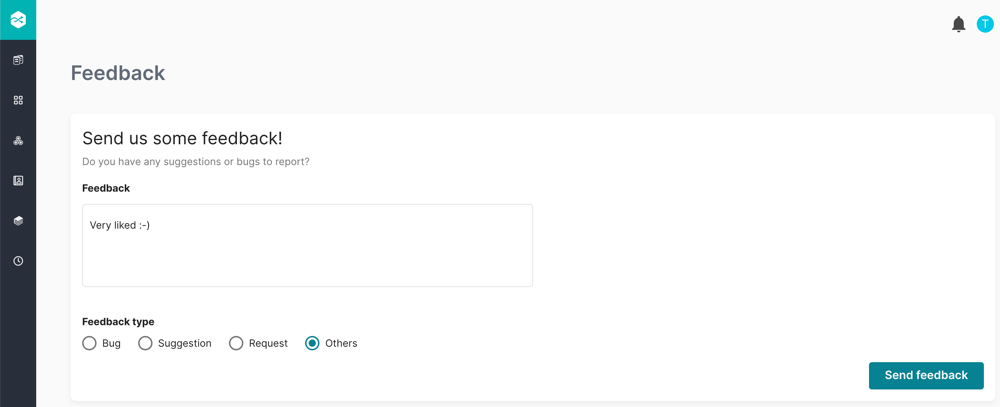 T
Feedback
Send us some feedback!
Do you have any suggestions or bugs to report?
Feedback
Very liked :-)
Feedback type
Bug Suggestion Request Others
Send feedback